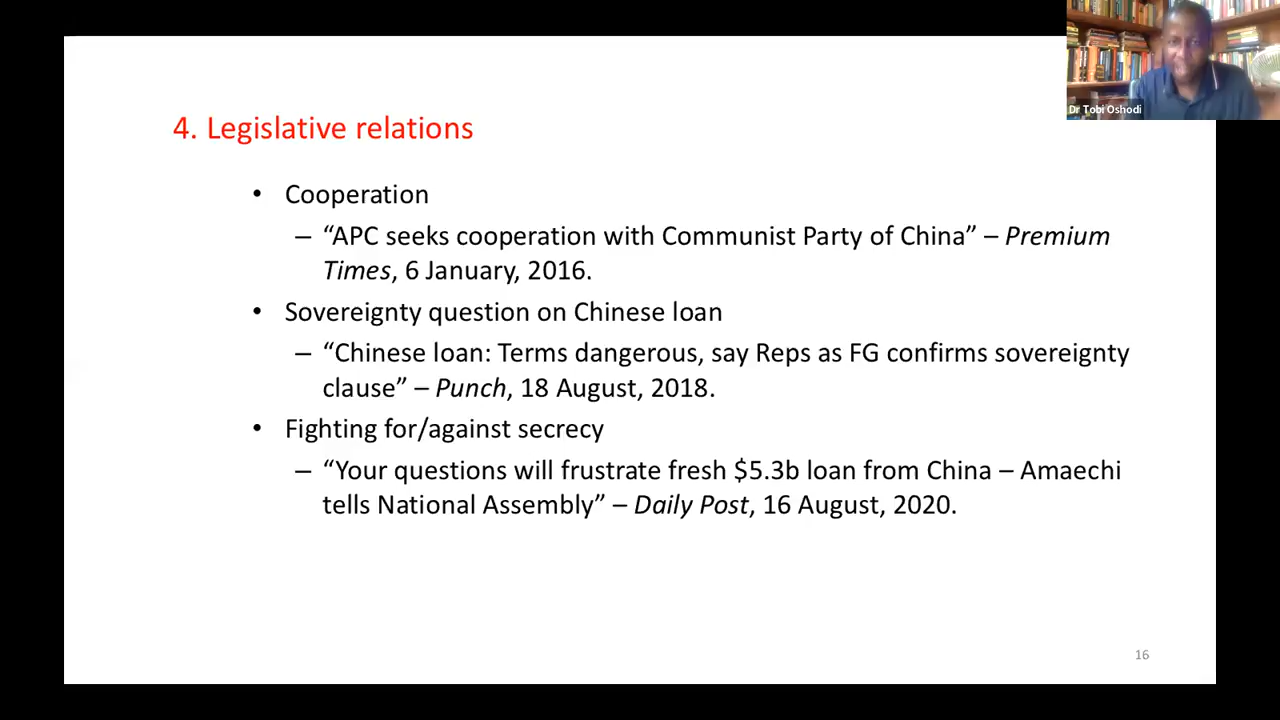 Dr Tobi Oshodi
4. Legislative relations
• Cooperation
– “APC seeks cooperation with Communist Party of China” – Premium
Times, 6 January, 2016.
• Sovereignty question on Chinese loan
– “Chinese loan: Terms dangerous, say Reps as FG confirms sovereignty
clause” – Punch, 18 August, 2018.
• Fighting for/against secrecy
– “Your questions will frustrate fresh $5.3b loan from China – Amaechi
tells National Assembly” – Daily Post, 16 August, 2020.
16